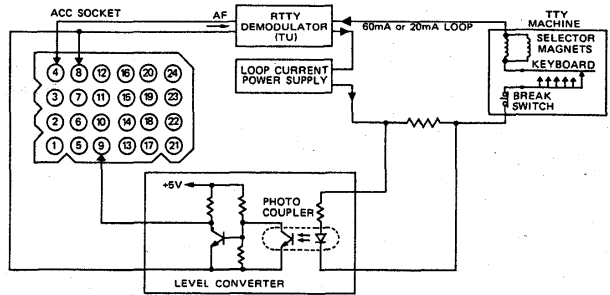 ACC SOCKET
AF
RTTY
DEMODULATOR
(TU)
60mA or 20mA LOOP
TTY
MACHINE
SELECTOR
MAGNETS
KEYBOARD
BREAK
SWITCH
LOOP CURRENT
POWER SUPPLY
4 8 12 16 20 24
3 7 11 15 19 23
2 6 10 14 18 22
1 5 9 13 17 21
+5V
PHOTO
COUPLER
LEVEL CONVERTER